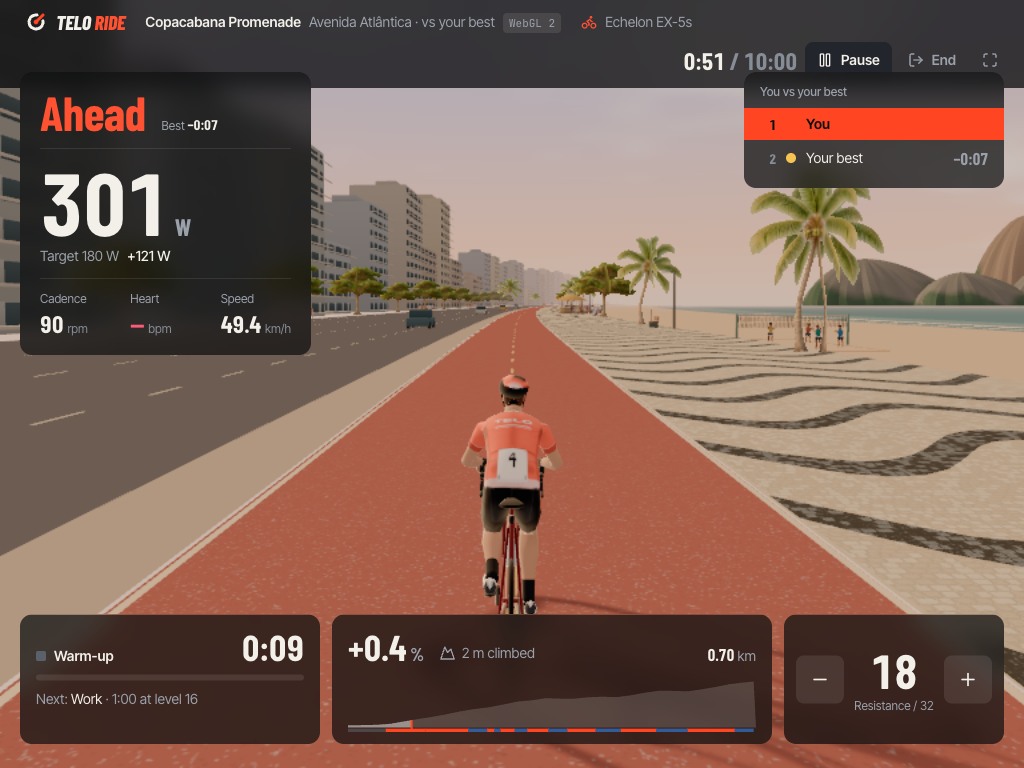 TELO RIDE Copacabana Promenade Avenida Atlântica · vs your best WebGL 2 Echelon EX-5s
0:51 / 10:00 Pause End
Ahead Best −0:07
301 W
Target 180 W +121 W
Cadence Heart Speed
90 rpm — bpm 49.4 km/h
You vs your best
1 You
2 Your best −0:07
TELO
4
Warm-up 0:09
Next: Work · 1:00 at level 16
+0.4 % 2 m climbed 0.70 km
− 18 +
Resistance / 32